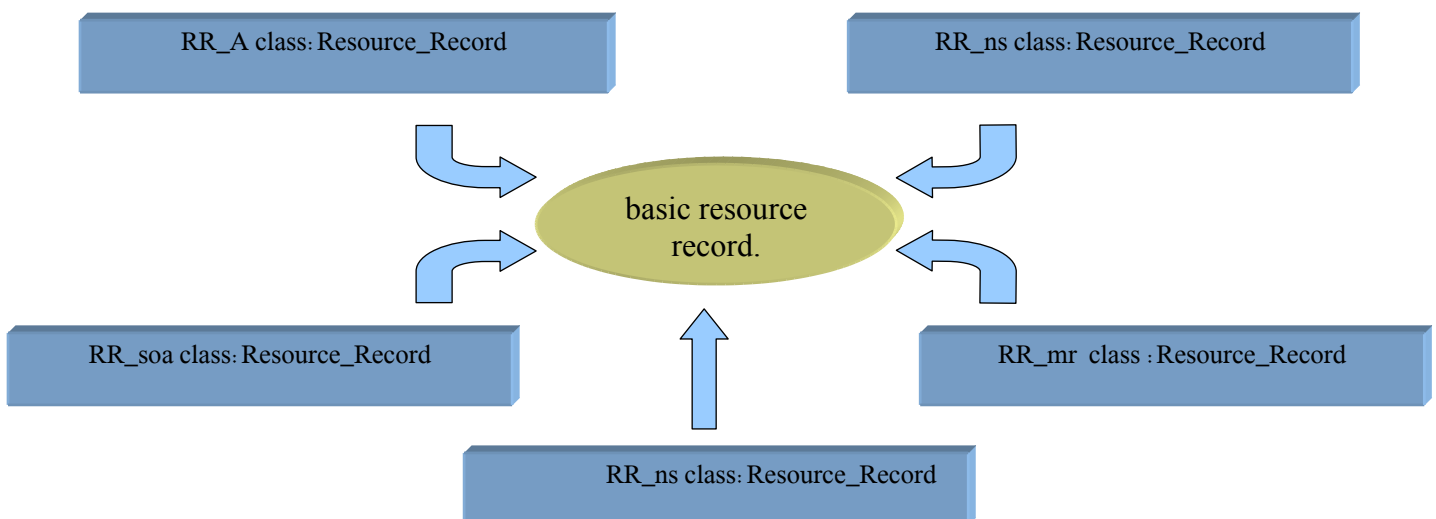 RR_A class: Resource_Record
RR_ns class: Resource_Record
basic resource
record.
RR_soa class: Resource_Record
RR_mr  class : Resource_Record
RR_ns class: Resource_Record